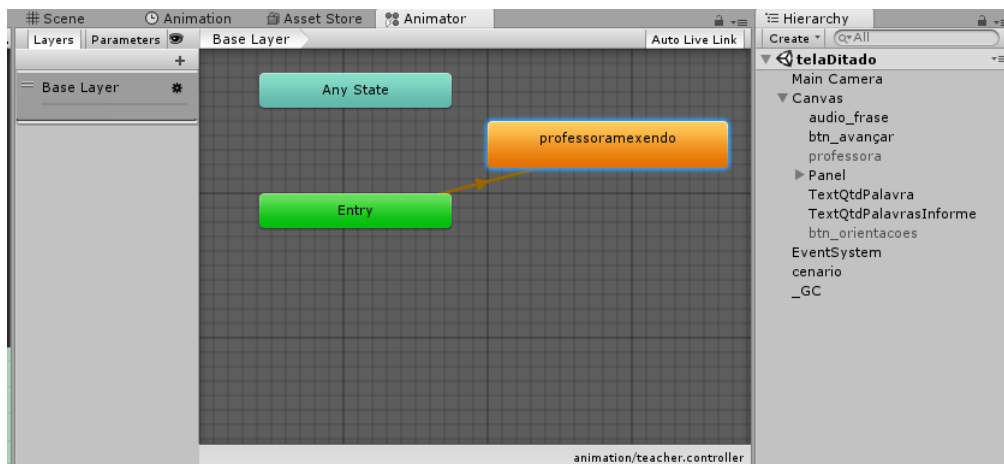 Scene Animation Asset Store Animator
Layers Parameters Base Layer Auto Live Link
Base Layer
Any State
professoramexendo
Entry
animation/teacher.controller
Hierarchy
Create All
telaDitado
Main Camera
Canvas
audio_frase
btn_avançar
professora
Panel
TextQtdPalavra
TextQtdPalavrasInforme
btn_orientacoes
EventSystem
cenario
_GC